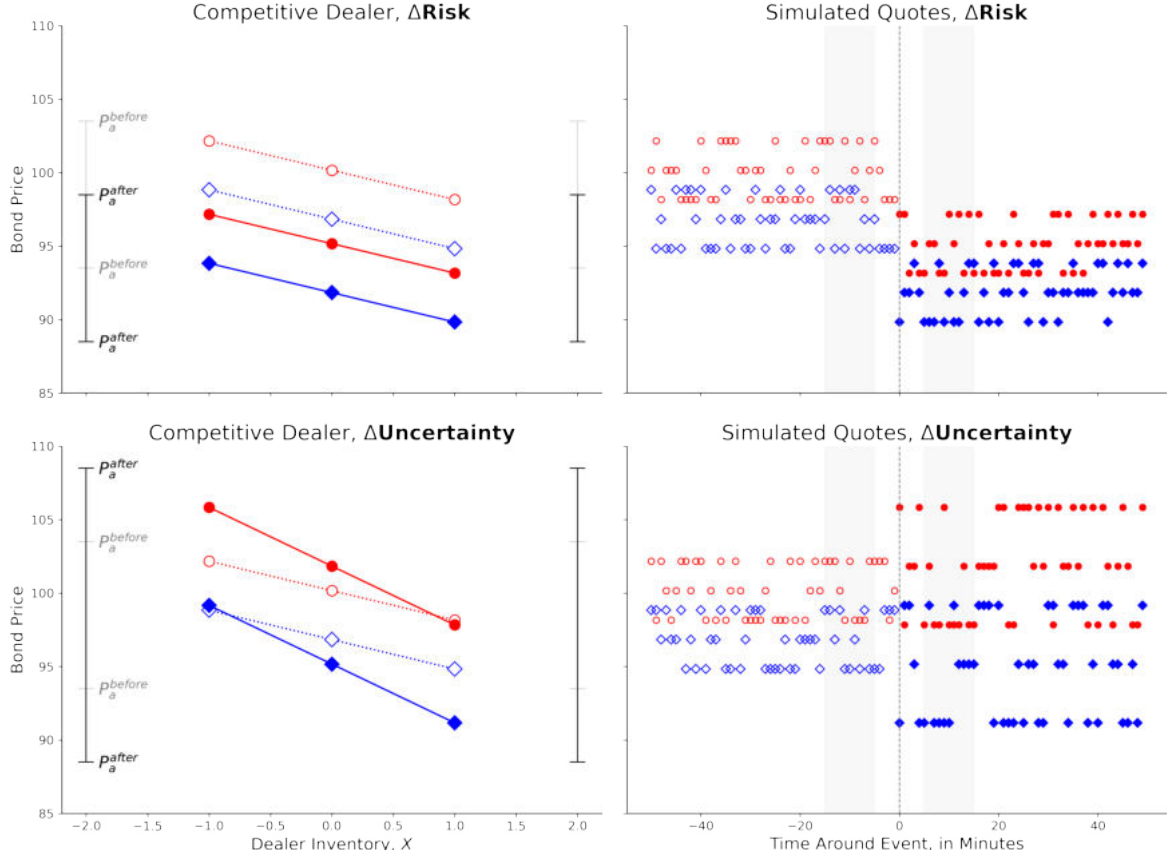 Competitive Dealer, ΔRisk
Simulated Quotes, ΔRisk
110
105
100
95
90
85
Bond Price
P_a^before
P_a^after
P_a^before
P_a^after
Competitive Dealer, ΔUncertainty
Simulated Quotes, ΔUncertainty
110
105
100
95
90
85
Bond Price
P_a^after
P_a^before
P_a^before
P_a^after
−2.0 −1.5 −1.0 −0.5 0.0 0.5 1.0 1.5 2.0
Dealer Inventory, X
−40 −20 0 20 40
Time Around Event, in Minutes